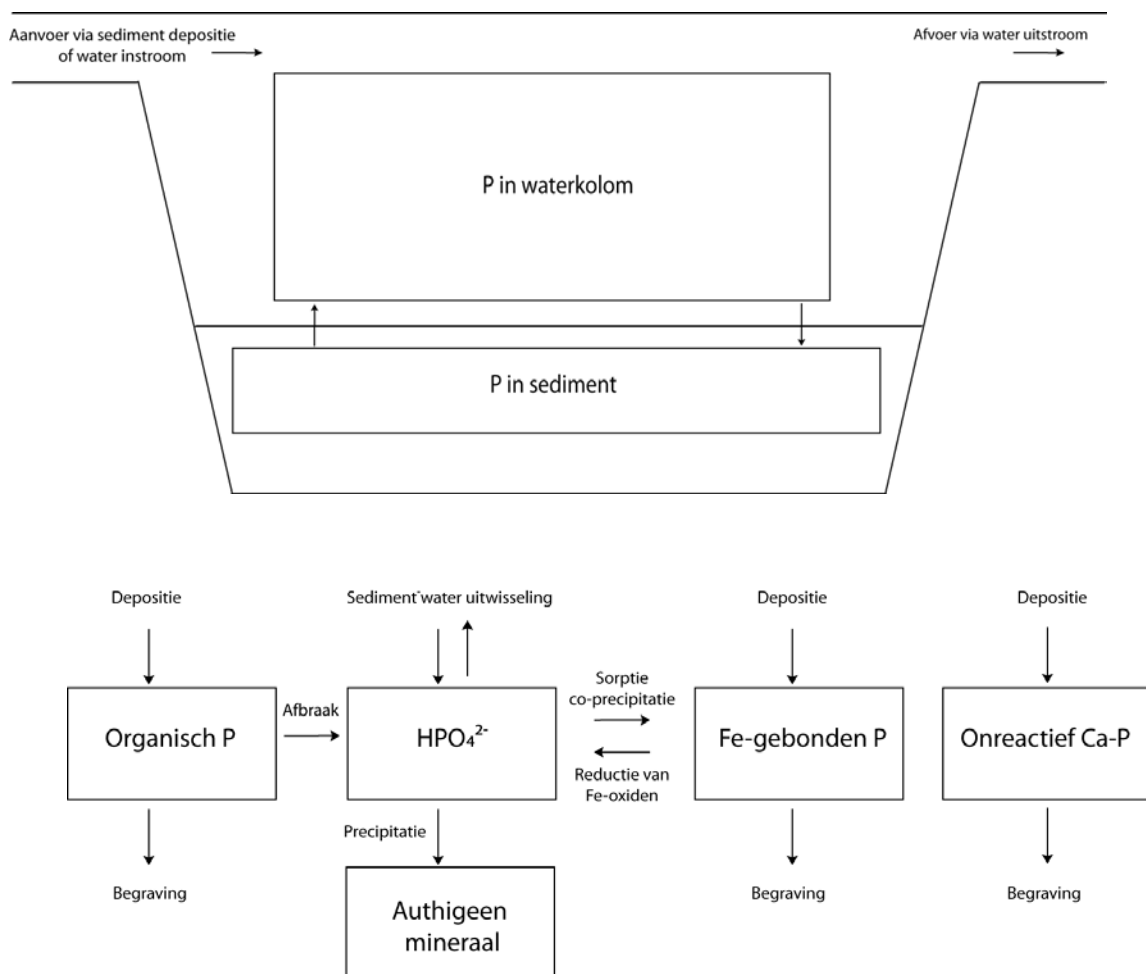 Aanvoer via sediment depositie
of water instroom
Afvoer via water uitstroom
P in waterkolom
P in sediment
Depositie
Sediment-water uitwisseling
Depositie
Depositie
Organisch P
Afbraak
HPO₄²⁻
Sorptie
co-precipitatie
Reductie van
Fe-oxiden
Fe-gebonden P
Onreactief Ca-P
Begraving
Precipitatie
Begraving
Begraving
Authigeen
mineraal